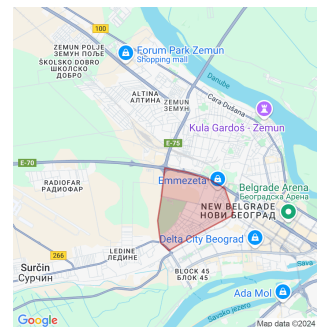 100
ZEMUN POLJE
ЗЕМУН ПОЉЕ
Forum Park Zemun
Shopping mall
ŠKOLSKO DOBRO
ШКОЛСКО
ДОБРО
Danube
ALTINA
АЛТИНА
ZEMUN
ЗЕМУН
Cara Dušana
Kula Gardoš - Zemun
E-75
E-70
Emmezeta
RADIOFAR
РАДИОФАР
Belgrade Arena
Београдска Арена
NEW BELGRADE
НОВИ БЕОГРАД
Delta City Beograd
LEDINE
ЛЕДИНЕ
266
Surčin
Сурчин
BLOCK 45
БЛОК 45
Sava
Ada Mol
Savsko jezero
Google
Map data ©2024